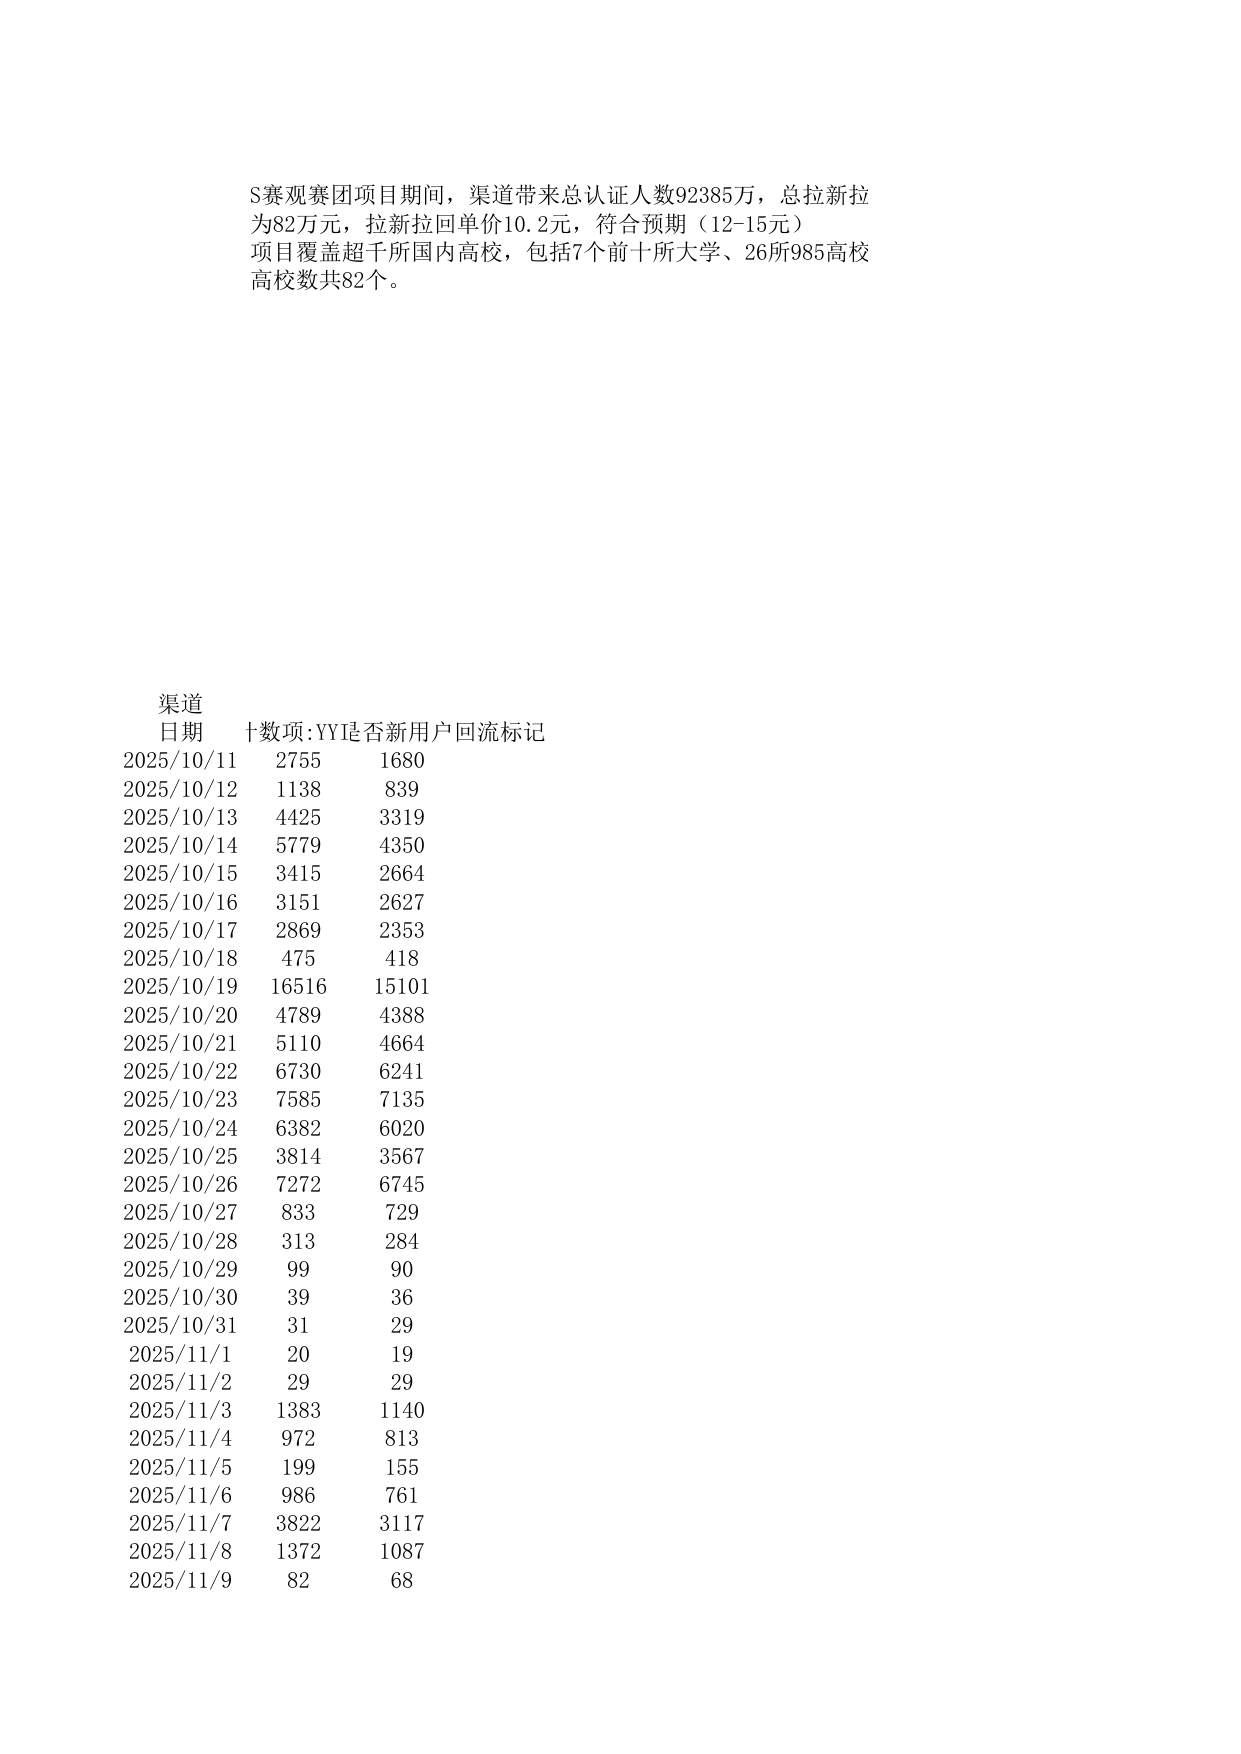 S赛观赛团项目期间，渠道带来总认证人数92385万，总拉新拉
为82万元，拉新拉回单价10.2元，符合预期（12-15元）
项目覆盖超千所国内高校，包括7个前十所大学、26所985高校
高校数共82个。
渠道
日期 数项:YY 是否新用户回流标记
2025/10/11 2755 1680
2025/10/12 1138 839
2025/10/13 4425 3319
2025/10/14 5779 4350
2025/10/15 3415 2664
2025/10/16 3151 2627
2025/10/17 2869 2353
2025/10/18 475 418
2025/10/19 16516 15101
2025/10/20 4789 4388
2025/10/21 5110 4664
2025/10/22 6730 6241
2025/10/23 7585 7135
2025/10/24 6382 6020
2025/10/25 3814 3567
2025/10/26 7272 6745
2025/10/27 833 729
2025/10/28 313 284
2025/10/29 99 90
2025/10/30 39 36
2025/10/31 31 29
2025/11/1 20 19
2025/11/2 29 29
2025/11/3 1383 1140
2025/11/4 972 813
2025/11/5 199 155
2025/11/6 986 761
2025/11/7 3822 3117
2025/11/8 1372 1087
2025/11/9 82 68